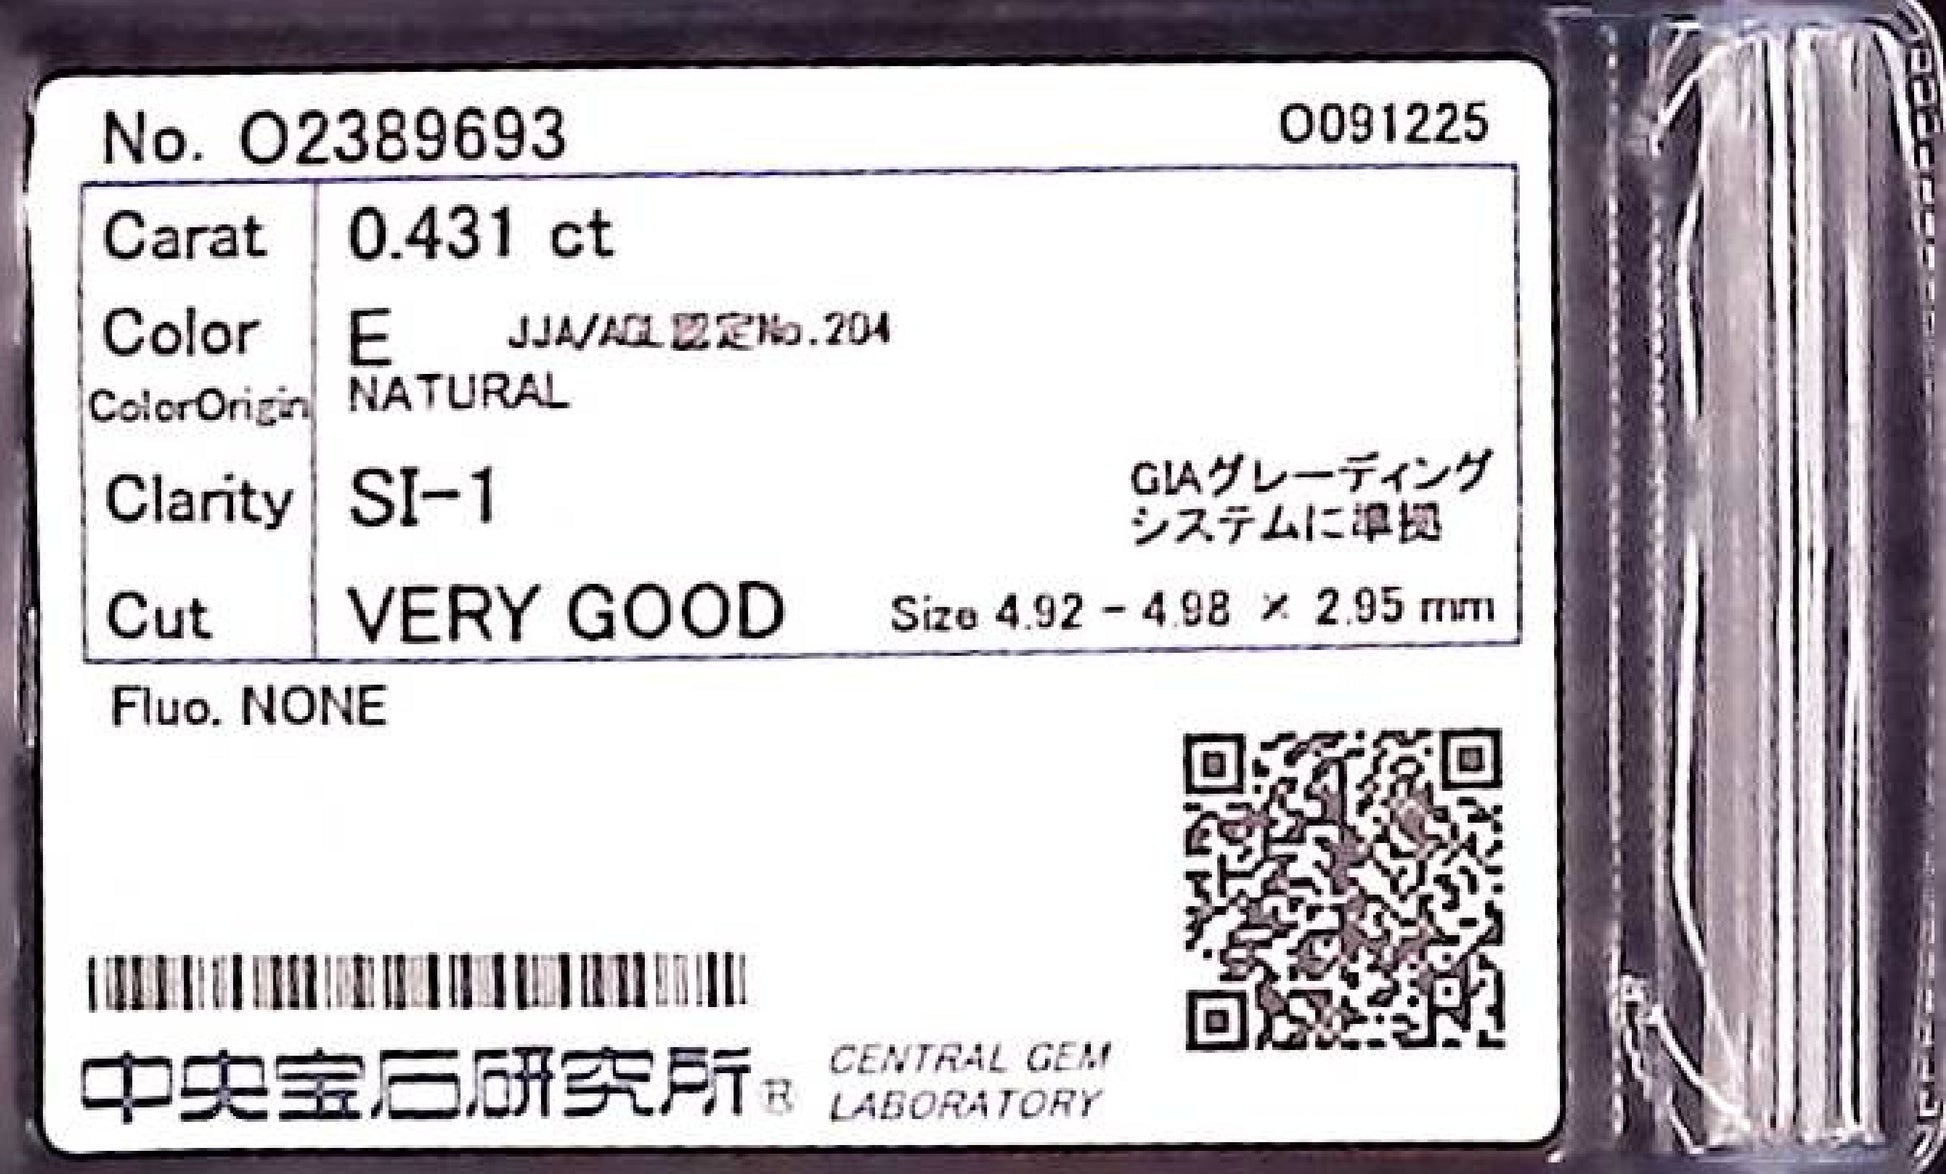 No. O2389693
O091225
Carat 0.431 ct
Color E JJA/AGL認定No.204
ColorOrigin NATURAL
Clarity SI-1
GIAグレーディング
システムに準拠
Cut VERY GOOD Size 4.92 - 4.98 × 2.95 mm
Fluo. NONE
中央宝石研究所®
CENTRAL GEM
LABORATORY